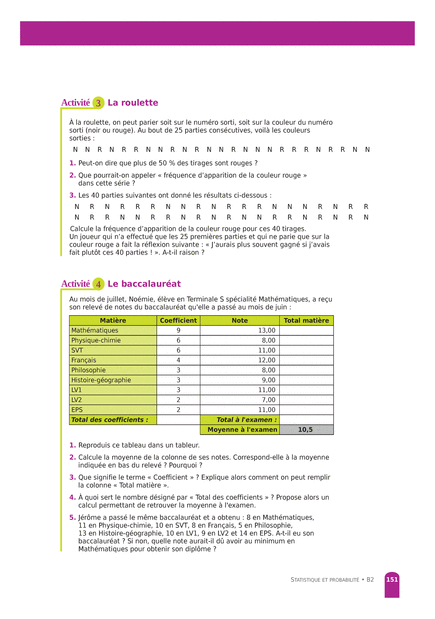 Activité 3 La roulette
À la roulette, on peut parier soit sur le numéro sorti, soit sur la couleur du numéro
sorti (noir ou rouge). Au bout de 25 parties consécutives, voilà les couleurs
sorties :
N N R N R R N N R N R N R N N R N N N R R R N R R N N
1. Peut-on dire que plus de 50 % des tirages sont rouges ?
2. Que pourrait-on appeler « fréquence d'apparition de la couleur rouge »
dans cette série ?
3. Les 40 parties suivantes ont donné les résultats ci-dessous :
N R N R R R N N R N R R R N N N R N R R
N R R N N R R N R N R N N R R N R N R N
Calcule la fréquence d'apparition de la couleur rouge pour ces 40 tirages.
Un joueur qui n'a effectué que les 25 premières parties et qui ne parie que sur la
couleur rouge a fait la réflexion suivante : « J'aurais plus souvent gagné si j'avais
fait plutôt ces 40 parties ! ». A-t-il raison ?
Activité 4 Le baccalauréat
Au mois de juillet, Noémie, élève en Terminale S spécialité Mathématiques, a reçu
son relevé de notes du baccalauréat qu'elle a passé au mois de juin :
Matière Coefficient Note Total matière
Mathématiques 9 13,00
Physique-chimie 6 8,00
SVT 6 11,00
Français 4 12,00
Philosophie 3 8,00
Histoire-géographie 3 9,00
LV1 3 11,00
LV2 2 7,00
EPS 2 11,00
Total des coefficients : Total à l'examen :
Moyenne à l'examen 10,5
1. Reproduis ce tableau dans un tableur.
2. Calcule la moyenne de la colonne de ses notes. Correspond-elle à la moyenne
indiquée en bas du relevé ? Pourquoi ?
3. Que signifie le terme « Coefficient » ? Explique alors comment on peut remplir
la colonne « Total matière ».
4. À quoi sert le nombre désigné par « Total des coefficients » ? Propose alors un
calcul permettant de retrouver la moyenne à l'examen.
5. Jérôme a passé le même baccalauréat et a obtenu : 8 en Mathématiques,
11 en Physique-chimie, 10 en SVT, 8 en Français, 5 en Philosophie,
13 en Histoire-géographie, 10 en LV1, 9 en LV2 et 14 en EPS. A-t-il eu son
baccalauréat ? Si non, quelle note aurait-il dû avoir au minimum en
Mathématiques pour obtenir son diplôme ?
STATISTIQUE ET PROBABILITÉ • B2 151